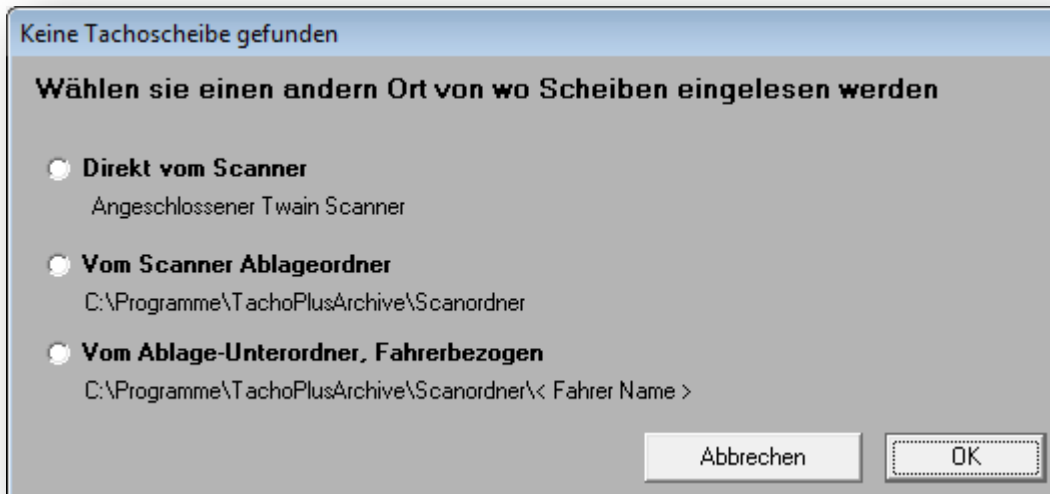 Keine Tachoscheibe gefunden
Wählen sie einen andern Ort von wo Scheiben eingelesen werden
Direkt vom Scanner
Angeschlossener Twain Scanner
Vom Scanner Ablageordner
C:\Programme\TachoPlusArchive\Scanordner
Vom Ablage-Unterordner, Fahrerbezogen
C:\Programme\TachoPlusArchive\Scanordner\< Fahrer Name >
Abbrechen OK